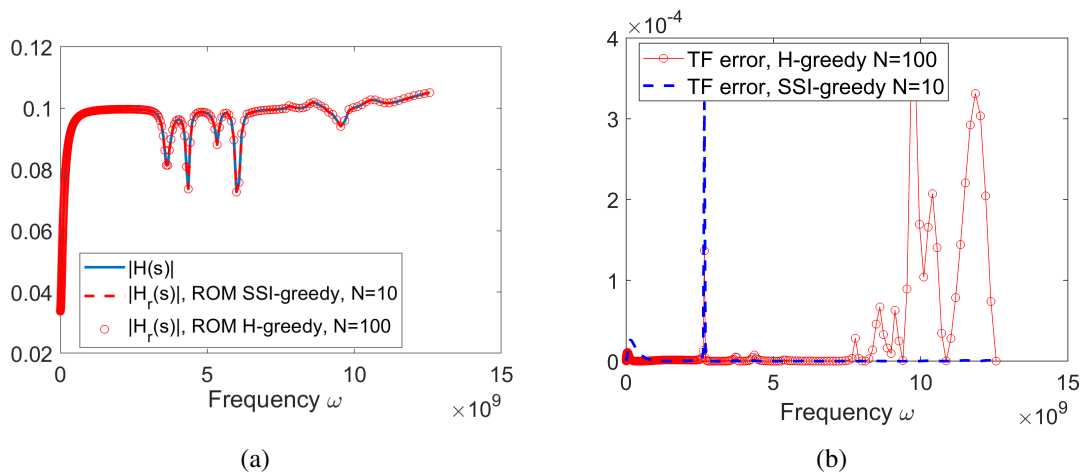 0.12
0.1
0.08
0.06
0.04
0.02
|H(s)|
|H_r(s)|, ROM SSI-greedy, N=10
|H_r(s)|, ROM H-greedy, N=100
0 5 10 15
Frequency ω
×10^9
(a)
×10^-4
4
3
2
1
0
TF error, H-greedy N=100
TF error, SSI-greedy N=10
0 5 10 15
Frequency ω
×10^9
(b)